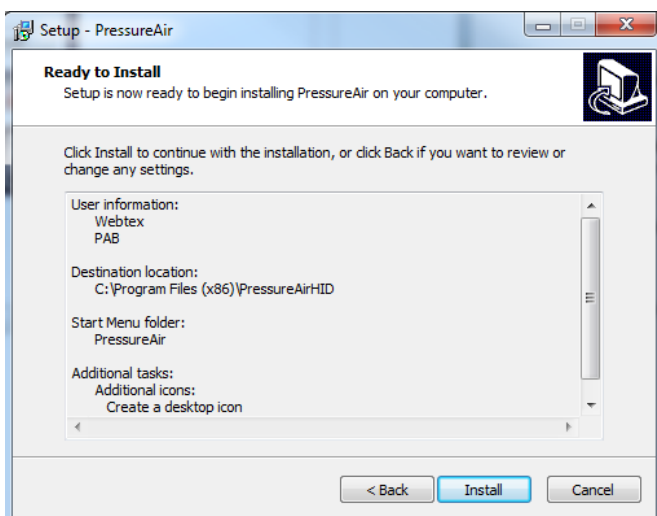 Setup - PressureAir
Ready to Install
Setup is now ready to begin installing PressureAir on your computer.
Click Install to continue with the installation, or click Back if you want to review or
change any settings.
User information:
Webtex
PAB
Destination location:
C:\Program Files (x86)\PressureAirHID
Start Menu folder:
PressureAir
Additional tasks:
Additional icons:
Create a desktop icon
< Back
Install
Cancel